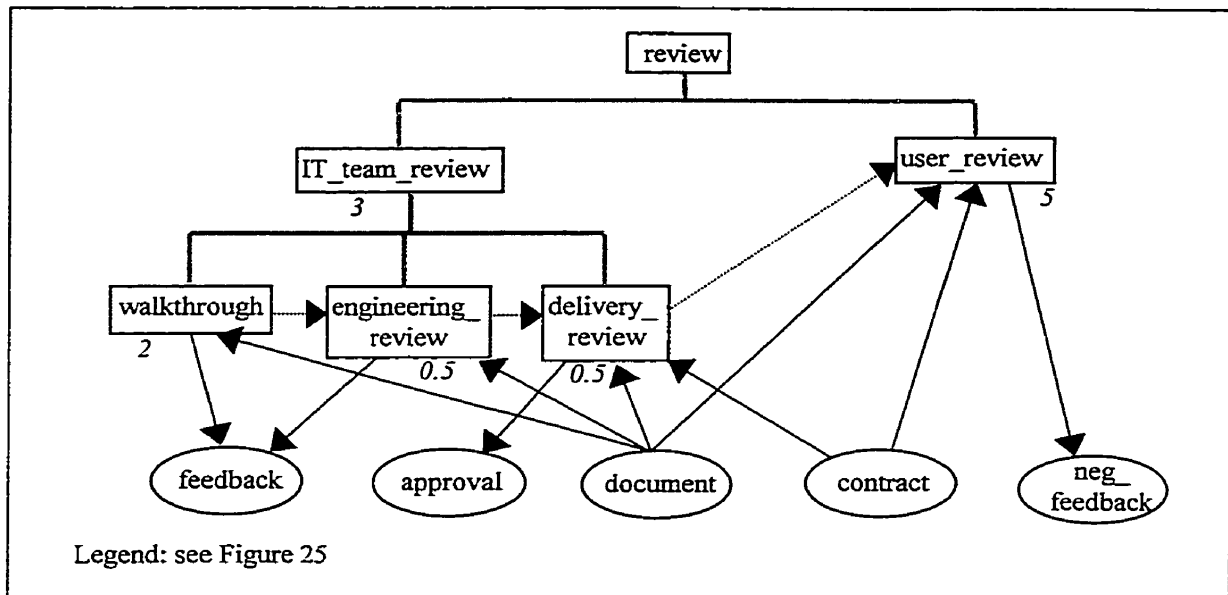 review
IT_team_review
user_review
3
5
walkthrough
engineering_
review
delivery_
review
2
0.5
0.5
feedback
approval
document
contract
neg_
feedback
Legend: see Figure 25